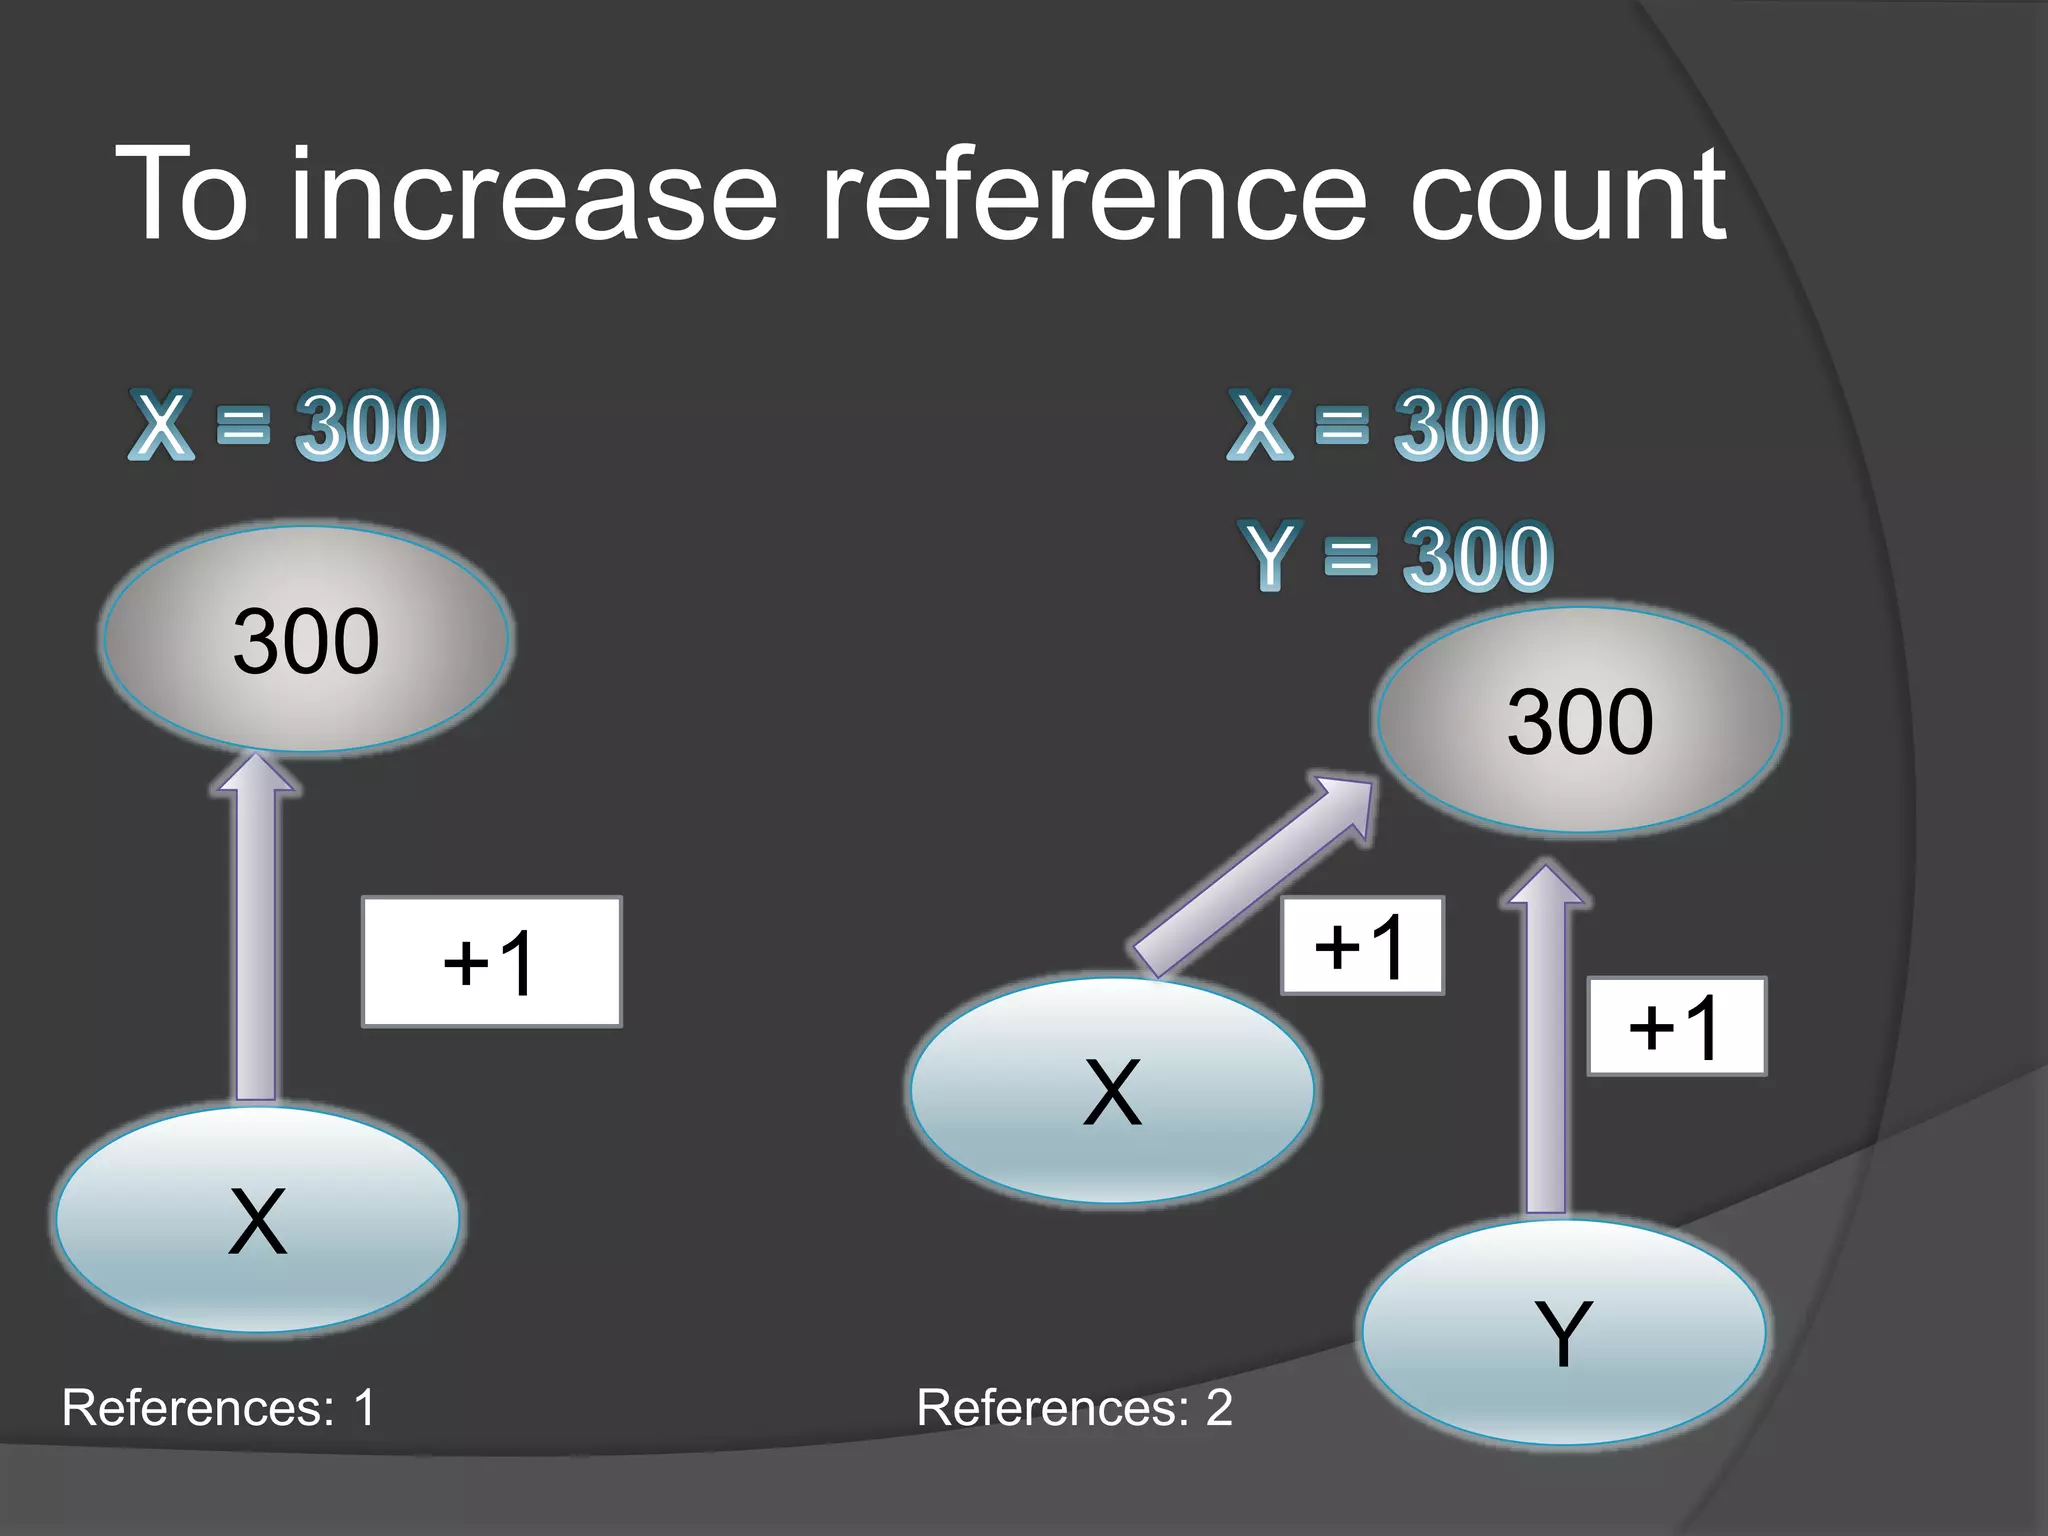 To increase reference count
X = 300
300
+1
X
References: 1
X = 300
Y = 300
300
+1
+1
X
Y
References: 2